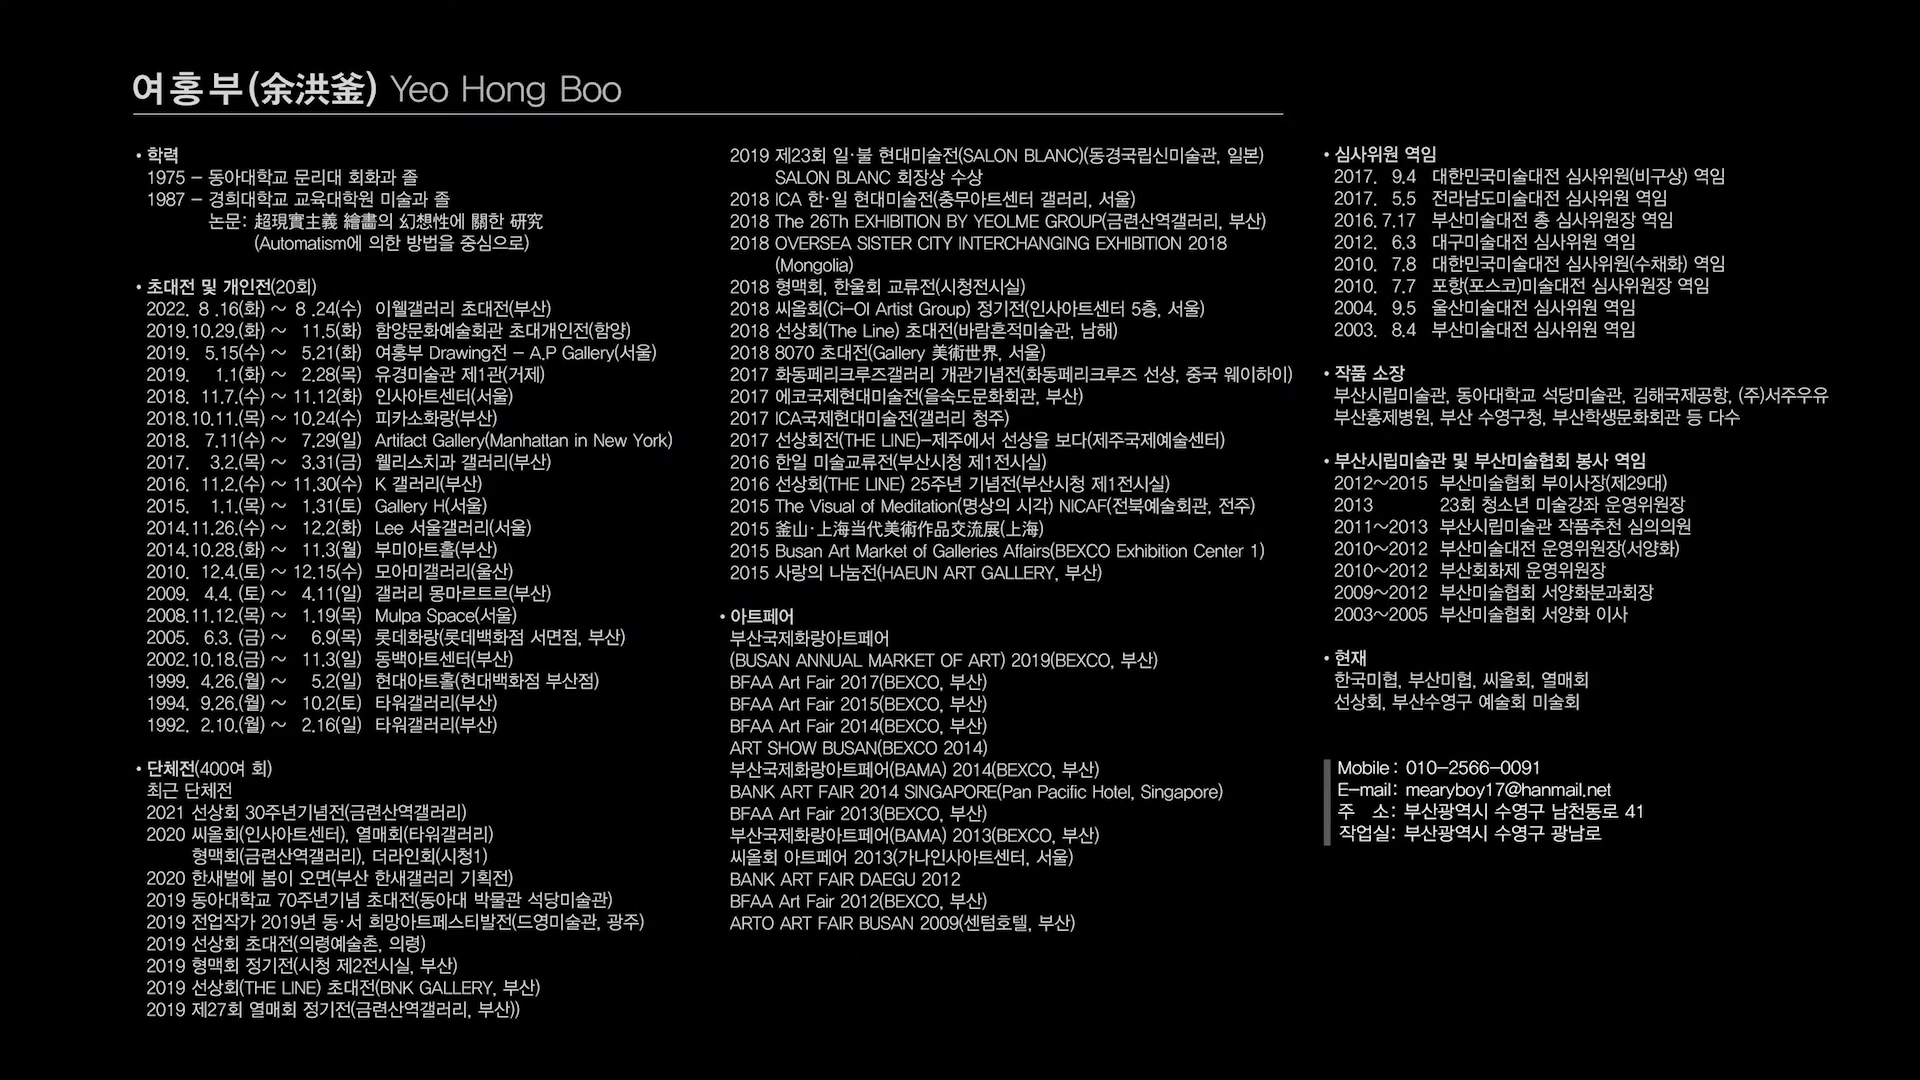 여홍부(余洪釜) Yeo Hong Boo
• 학력
1975 - 동아대학교 문리대 회화과 졸
1987 - 경희대학교 교육대학원 미술과 졸
논문: 超現實主義 繪畫의 幻想性에 關한 硏究
(Automatism에 의한 방법을 중심으로)
• 초대전 및 개인전(20회)
2022. 8 .16(화) ~ 8 .24(수) 이웰갤러리 초대전(부산)
2019.10.29.(화) ~ 11.5(화) 함양문화예술회관 초대개인전(함양)
2019. 5.15(수) ~ 5.21(화) 여홍부 Drawing전 - A.P Gallery(서울)
2019. 1.1(화) ~ 2.28(목) 유경미술관 제1관(거제)
2018. 11.7.(수) ~ 11.12(화) 인사아트센터(서울)
2018.10.11.(목) ~ 10.24(수) 피카소화랑(부산)
2018. 7.11(수) ~ 7.29(일) Artifact Gallery(Manhattan in New York)
2017. 3.2.(목) ~ 3.31(금) 웰리스치과 갤러리(부산)
2016. 11.2.(수) ~ 11.30(수) K 갤러리(부산)
2015. 1.1.(목) ~ 1.31(토) Gallery H(서울)
2014.11.26.(수) ~ 12.2(화) Lee 서울갤러리(서울)
2014.10.28.(화) ~ 11.3(월) 부미아트홀(부산)
2010. 12.4.(토) ~ 12.15(수) 모아미갤러리(울산)
2009. 4.4. (토) ~ 4.11(일) 갤러리 몽마르트르(부산)
2008.11.12.(목) ~ 1.19(목) Mulpa Space(서울)
2005. 6.3. (금) ~ 6.9(목) 롯데화랑(롯데백화점 서면점, 부산)
2002.10.18.(금) ~ 11.3(일) 동백아트센터(부산)
1999. 4.26.(월) ~ 5.2(일) 현대아트홀(현대백화점 부산점)
1994. 9.26.(월) ~ 10.2(토) 타워갤러리(부산)
1992. 2.10.(월) ~ 2.16(일) 타워갤러리(부산)
• 단체전(400여 회)
최근 단체전
2021 선상회 30주년기념전(금련산역갤러리)
2020 씨올회(인사아트센터), 열매회(타워갤러리)
형맥회(금련산역갤러리), 더라인회(시청1)
2020 한새벌에 봄이 오면(부산 한새갤러리 기획전)
2019 동아대학교 70주년기념 초대전(동아대 박물관 석당미술관)
2019 전업작가 2019년 동·서 희망아트페스티발전(드영미술관, 광주)
2019 선상회 초대전(의령예술촌, 의령)
2019 형맥회 정기전(시청 제2전시실, 부산)
2019 선상회(THE LINE) 초대전(BNK GALLERY, 부산)
2019 제27회 열매회 정기전(금련산역갤러리, 부산))
2019 제23회 일·불 현대미술전(SALON BLANC)(동경국립신미술관, 일본)
SALON BLANC 회장상 수상
2018 ICA 한·일 현대미술전(충무아트센터 갤러리, 서울)
2018 The 26Th EXHIBITION BY YEOLME GROUP(금련산역갤러리, 부산)
2018 OVERSEA SISTER CITY INTERCHANGING EXHIBITION 2018
(Mongolia)
2018 형맥회, 한울회 교류전(시청전시실)
2018 씨올회(Ci-Ol Artist Group) 정기전(인사아트센터 5층, 서울)
2018 선상회(The Line) 초대전(바람흔적미술관, 남해)
2018 8070 초대전(Gallery 美術世界, 서울)
2017 화동페리크루즈갤러리 개관기념전(화동페리크루즈 선상, 중국 웨이하이)
2017 에코국제현대미술전(을숙도문화회관, 부산)
2017 ICA국제현대미술전(갤러리 청주)
2017 선상회전(THE LINE)-제주에서 선상을 보다(제주국제예술센터)
2016 한일 미술교류전(부산시청 제1전시실)
2016 선상회(THE LINE) 25주년 기념전(부산시청 제1전시실)
2015 The Visual of Meditation(명상의 시각) NICAF(전북예술회관, 전주)
2015 釜山·上海当代美術作品交流展(上海)
2015 Busan Art Market of Galleries Affairs(BEXCO Exhibition Center 1)
2015 사랑의 나눔전(HAEUN ART GALLERY, 부산)
• 아트페어
부산국제화랑아트페어
(BUSAN ANNUAL MARKET OF ART) 2019(BEXCO, 부산)
BFAA Art Fair 2017(BEXCO, 부산)
BFAA Art Fair 2015(BEXCO, 부산)
BFAA Art Fair 2014(BEXCO, 부산)
ART SHOW BUSAN(BEXCO 2014)
부산국제화랑아트페어(BAMA) 2014(BEXCO, 부산)
BANK ART FAIR 2014 SINGAPORE(Pan Pacific Hotel, Singapore)
BFAA Art Fair 2013(BEXCO, 부산)
부산국제화랑아트페어(BAMA) 2013(BEXCO, 부산)
씨올회 아트페어 2013(가나인사아트센터, 서울)
BANK ART FAIR DAEGU 2012
BFAA Art Fair 2012(BEXCO, 부산)
ARTO ART FAIR BUSAN 2009(센텀호텔, 부산)
• 심사위원 역임
2017. 9.4 대한민국미술대전 심사위원(비구상) 역임
2017. 5.5 전라남도미술대전 심사위원 역임
2016. 7.17 부산미술대전 총 심사위원장 역임
2012. 6.3 대구미술대전 심사위원 역임
2010. 7.8 대한민국미술대전 심사위원(수채화) 역임
2010. 7.7 포항(포스코)미술대전 심사위원장 역임
2004. 9.5 울산미술대전 심사위원 역임
2003. 8.4 부산미술대전 심사위원 역임
• 작품 소장
부산시립미술관, 동아대학교 석당미술관, 김해국제공항, (주)서주우유
부산홍제병원, 부산 수영구청, 부산학생문화회관 등 다수
• 부산시립미술관 및 부산미술협회 봉사 역임
2012~2015 부산미술협회 부이사장(제29대)
2013 23회 청소년 미술강좌 운영위원장
2011~2013 부산시립미술관 작품추천 심의의원
2010~2012 부산미술대전 운영위원장(서양화)
2010~2012 부산회화제 운영위원장
2009~2012 부산미술협회 서양화분과회장
2003~2005 부산미술협회 서양화 이사
• 현재
한국미협, 부산미협, 씨올회, 열매회
선상회, 부산수영구 예술회 미술회
Mobile : 010-2566-0091
E-mail: mearyboy17@hanmail.net
주 소: 부산광역시 수영구 남천동로 41
작업실: 부산광역시 수영구 광남로